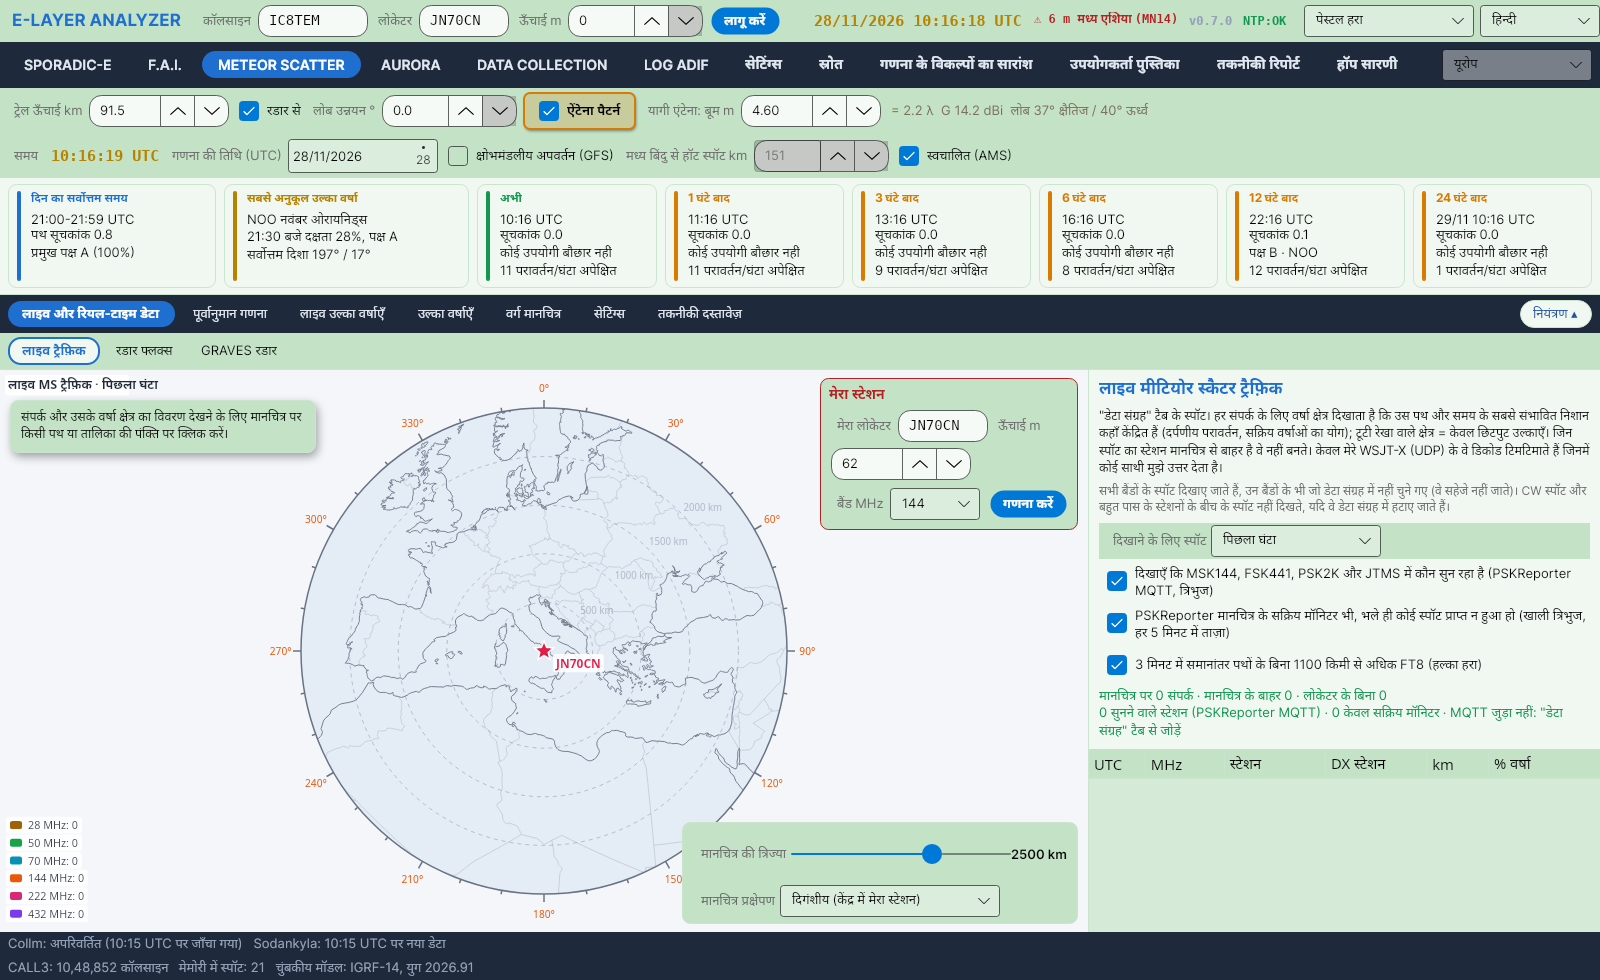 E-LAYER ANALYZER कॉलसाइन IC8TEM लोकेटर JN70CN ऊँचाई m 0 लागू करें 28/11/2026 10:16:18 UTC ⚠ 6 m मध्य एशिया (MN14) v0.7.0 NTP:OK पेस्टल हरा हिन्दी
SPORADIC-E F.A.I. METEOR SCATTER AURORA DATA COLLECTION LOG ADIF सेटिंग्स स्रोत गणना के विकल्पों का सारांश उपयोगकर्ता पुस्तिका तकनीकी रिपोर्ट हॉप सारणी यूरोप
ट्रेल ऊँचाई km 91.5 रडार से लोब उन्नयन ° 0.0 ऐंटेना पैटर्न यागी एंटेना: बूम m 4.60 = 2.2 λ G 14.2 dBi लोब 37° क्षैतिज / 40° ऊर्ध्व
समय 10:16:19 UTC गणना की तिथि (UTC) 28/11/2026 28 क्षोभमंडलीय अपवर्तन (GFS) मध्य बिंदु से हॉट स्पॉट km 151 स्वचालित (AMS)
दिन का सर्वोत्तम समय
21:00-21:59 UTC
पथ सूचकांक 0.8
प्रमुख पक्ष A (100%)
सबसे अनुकूल उल्का वर्षा
NOO नवंबर ओरायनिड्स
21:30 बजे दक्षता 28%, पक्ष A
सर्वोत्तम दिशा 197° / 17°
अभी
10:16 UTC
सूचकांक 0.0
कोई उपयोगी बौछार नहीं
11 परावर्तन/घंटा अपेक्षित
1 घंटे बाद
11:16 UTC
सूचकांक 0.0
कोई उपयोगी बौछार नहीं
11 परावर्तन/घंटा अपेक्षित
3 घंटे बाद
13:16 UTC
सूचकांक 0.0
कोई उपयोगी बौछार नहीं
9 परावर्तन/घंटा अपेक्षित
6 घंटे बाद
16:16 UTC
सूचकांक 0.0
कोई उपयोगी बौछार नहीं
8 परावर्तन/घंटा अपेक्षित
12 घंटे बाद
22:16 UTC
सूचकांक 0.1
पक्ष B · NOO
12 परावर्तन/घंटा अपेक्षित
24 घंटे बाद
29/11 10:16 UTC
सूचकांक 0.0
कोई उपयोगी बौछार नहीं
1 परावर्तन/घंटा अपेक्षित
लाइव और रियल-टाइम डेटा पूर्वानुमान गणना लाइव उल्का वर्षाएँ उल्का वर्षाएँ वर्ग मानचित्र सेटिंग्स तकनीकी दस्तावेज़ नियंत्रण ▴
लाइव ट्रैफ़िक रडार फ्लक्स GRAVES रडार
लाइव MS ट्रैफ़िक · पिछला घंटा
संपर्क और उसके वर्षा क्षेत्र का विवरण देखने के लिए मानचित्र पर
किसी पथ या तालिका की पंक्ति पर क्लिक करें।
0°
330° 30°
300° 60°
270° 90°
240° 120°
210° 150
180°
2000 km
1500 km
1000 km
500 km
JN70CN
मेरा स्टेशन
मेरा लोकेटर JN70CN ऊँचाई m
62
बैंड MHz 144 गणना करें
28 MHz: 0
50 MHz: 0
70 MHz: 0
144 MHz: 0
222 MHz: 0
432 MHz: 0
मानचित्र की त्रिज्या 2500 km
मानचित्र प्रक्षेपण दिगंशीय (केंद्र में मेरा स्टेशन)
लाइव मीटियोर स्कैटर ट्रैफ़िक
"डेटा संग्रह" टैब के स्पॉट। हर संपर्क के लिए वर्षा क्षेत्र दिखाता है कि उस पथ और समय के सबसे संभावित निशान
कहाँ केंद्रित हैं (दर्पणीय परावर्तन, सक्रिय वर्षाओं का योग); टूटी रेखा वाले क्षेत्र = केवल छिटपुट उल्काएँ। जिन
स्पॉट का स्टेशन मानचित्र से बाहर है वे नहीं बनते। केवल मेरे WSJT-X (UDP) के वे डिकोड टिमटिमाते हैं जिनमें
कोई साथी मुझे उत्तर देता है।
सभी बैंडों के स्पॉट दिखाए जाते हैं, उन बैंडों के भी जो डेटा संग्रह में नहीं चुने गए (वे सहेजे नहीं जाते)। CW स्पॉट और
बहुत पास के स्टेशनों के बीच के स्पॉट नहीं दिखते, यदि वे डेटा संग्रह में हटाए जाते हैं।
दिखाने के लिए स्पॉट पिछला घंटा
दिखाएँ कि MSK144, FSK441, PSK2K और JTMS में कौन सुन रहा है (PSKReporter
MQTT, त्रिभुज)
PSKReporter मानचित्र के सक्रिय मॉनिटर भी, भले ही कोई स्पॉट प्राप्त न हुआ हो (खाली त्रिभुज,
हर 5 मिनट में ताज़ा)
3 मिनट में समानांतर पथों के बिना 1100 किमी से अधिक FT8 (हल्का हरा)
मानचित्र पर 0 संपर्क · मानचित्र के बाहर 0 · लोकेटर के बिना 0
0 सुनने वाले स्टेशन (PSKReporter MQTT) · 0 केवल सक्रिय मॉनिटर · MQTT जुड़ा नहीं: "डेटा
संग्रह" टैब से जोड़ें
UTC MHz स्टेशन DX स्टेशन km % वर्षा
Collm: अपरिवर्तित (10:15 UTC पर जाँचा गया) Sodankyla: 10:15 UTC पर नया डेटा
CALL3: 10,48,852 कॉलसाइन मेमोरी में स्पॉट: 21 चुंबकीय मॉडल: IGRF-14, युग 2026.91